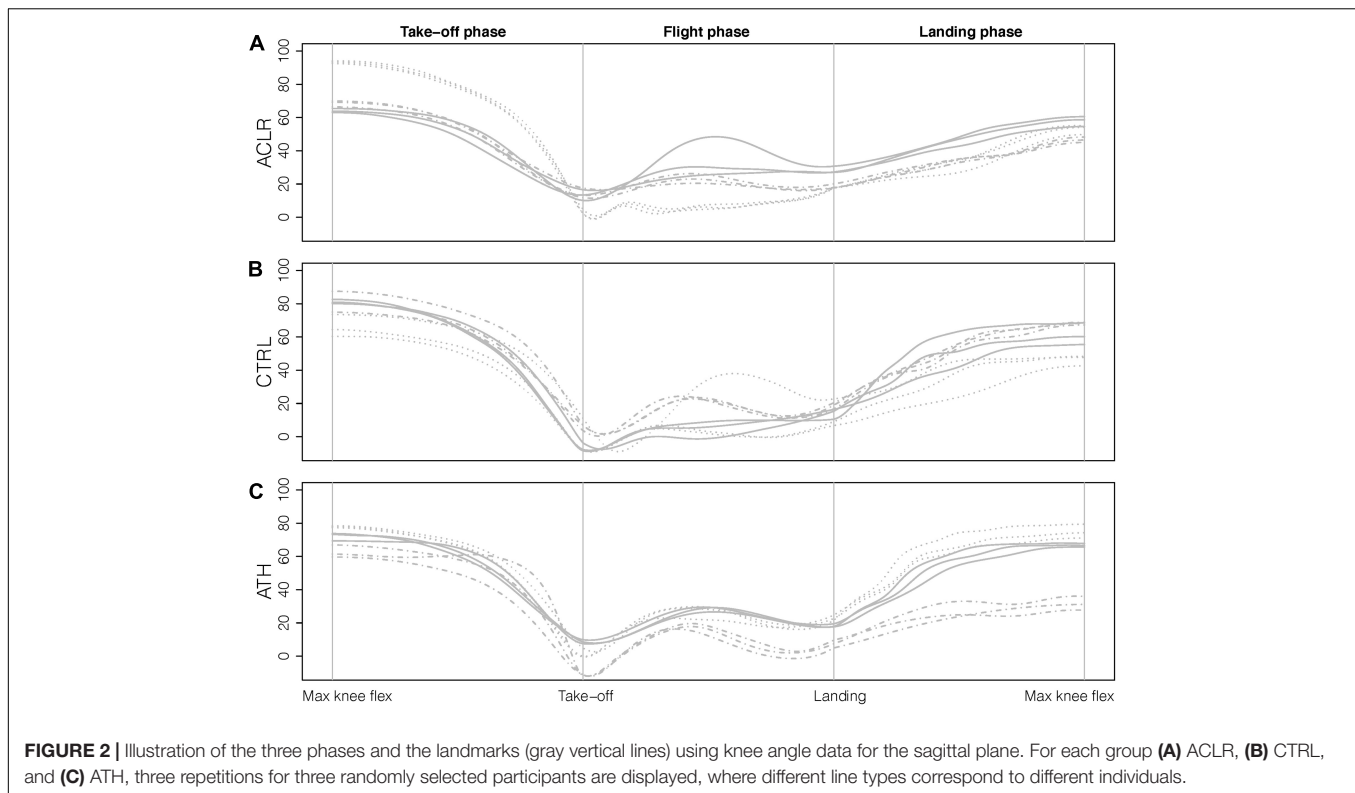 Take–off phase Flight phase Landing phase
A
100
80
60
40
20
0
ACLR
B
100
80
60
40
20
0
CTRL
C
100
80
60
40
20
0
ATH
Max knee flex Take–off Landing Max knee flex
FIGURE 2 | Illustration of the three phases and the landmarks (gray vertical lines) using knee angle data for the sagittal plane. For each group (A) ACLR, (B) CTRL,
and (C) ATH, three repetitions for three randomly selected participants are displayed, where different line types correspond to different individuals.